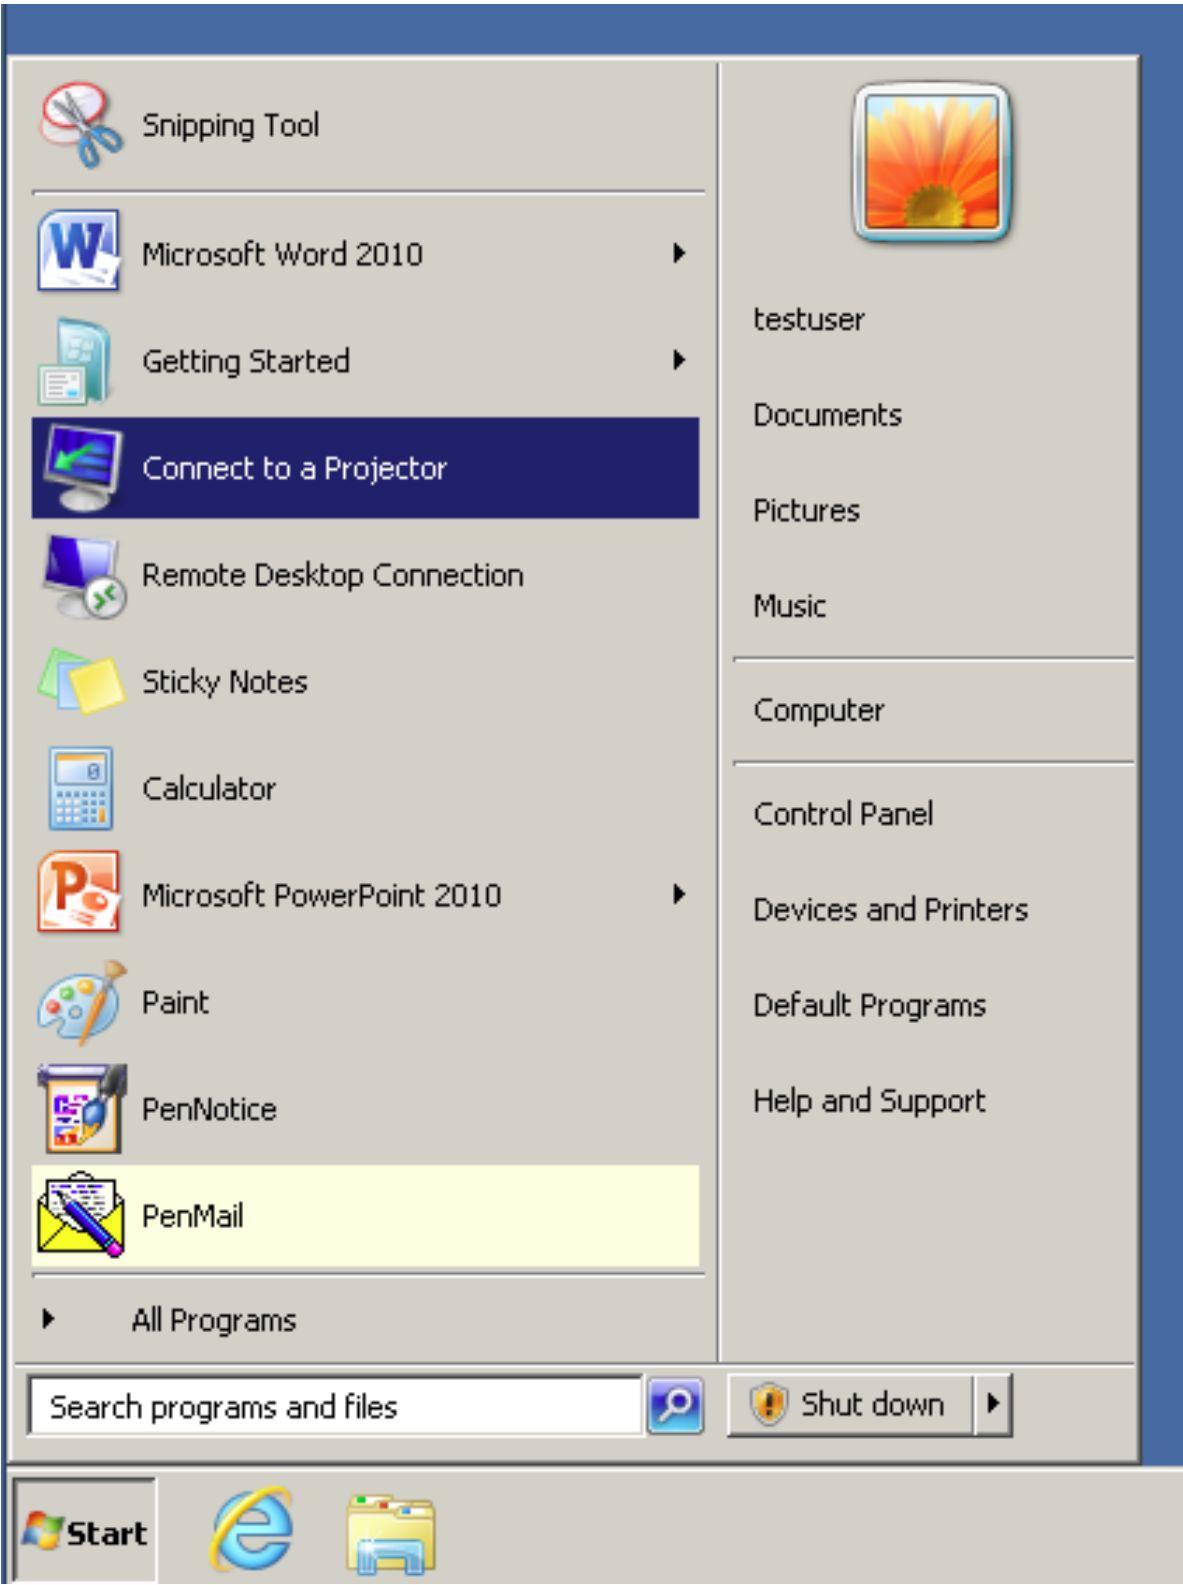 Snipping Tool
Microsoft Word 2010
Getting Started
Connect to a Projector
Remote Desktop Connection
Sticky Notes
Calculator
Microsoft PowerPoint 2010
Paint
PenNotice
PenMail
All Programs
Search programs and files
testuser
Documents
Pictures
Music
Computer
Control Panel
Devices and Printers
Default Programs
Help and Support
Shut down
Start